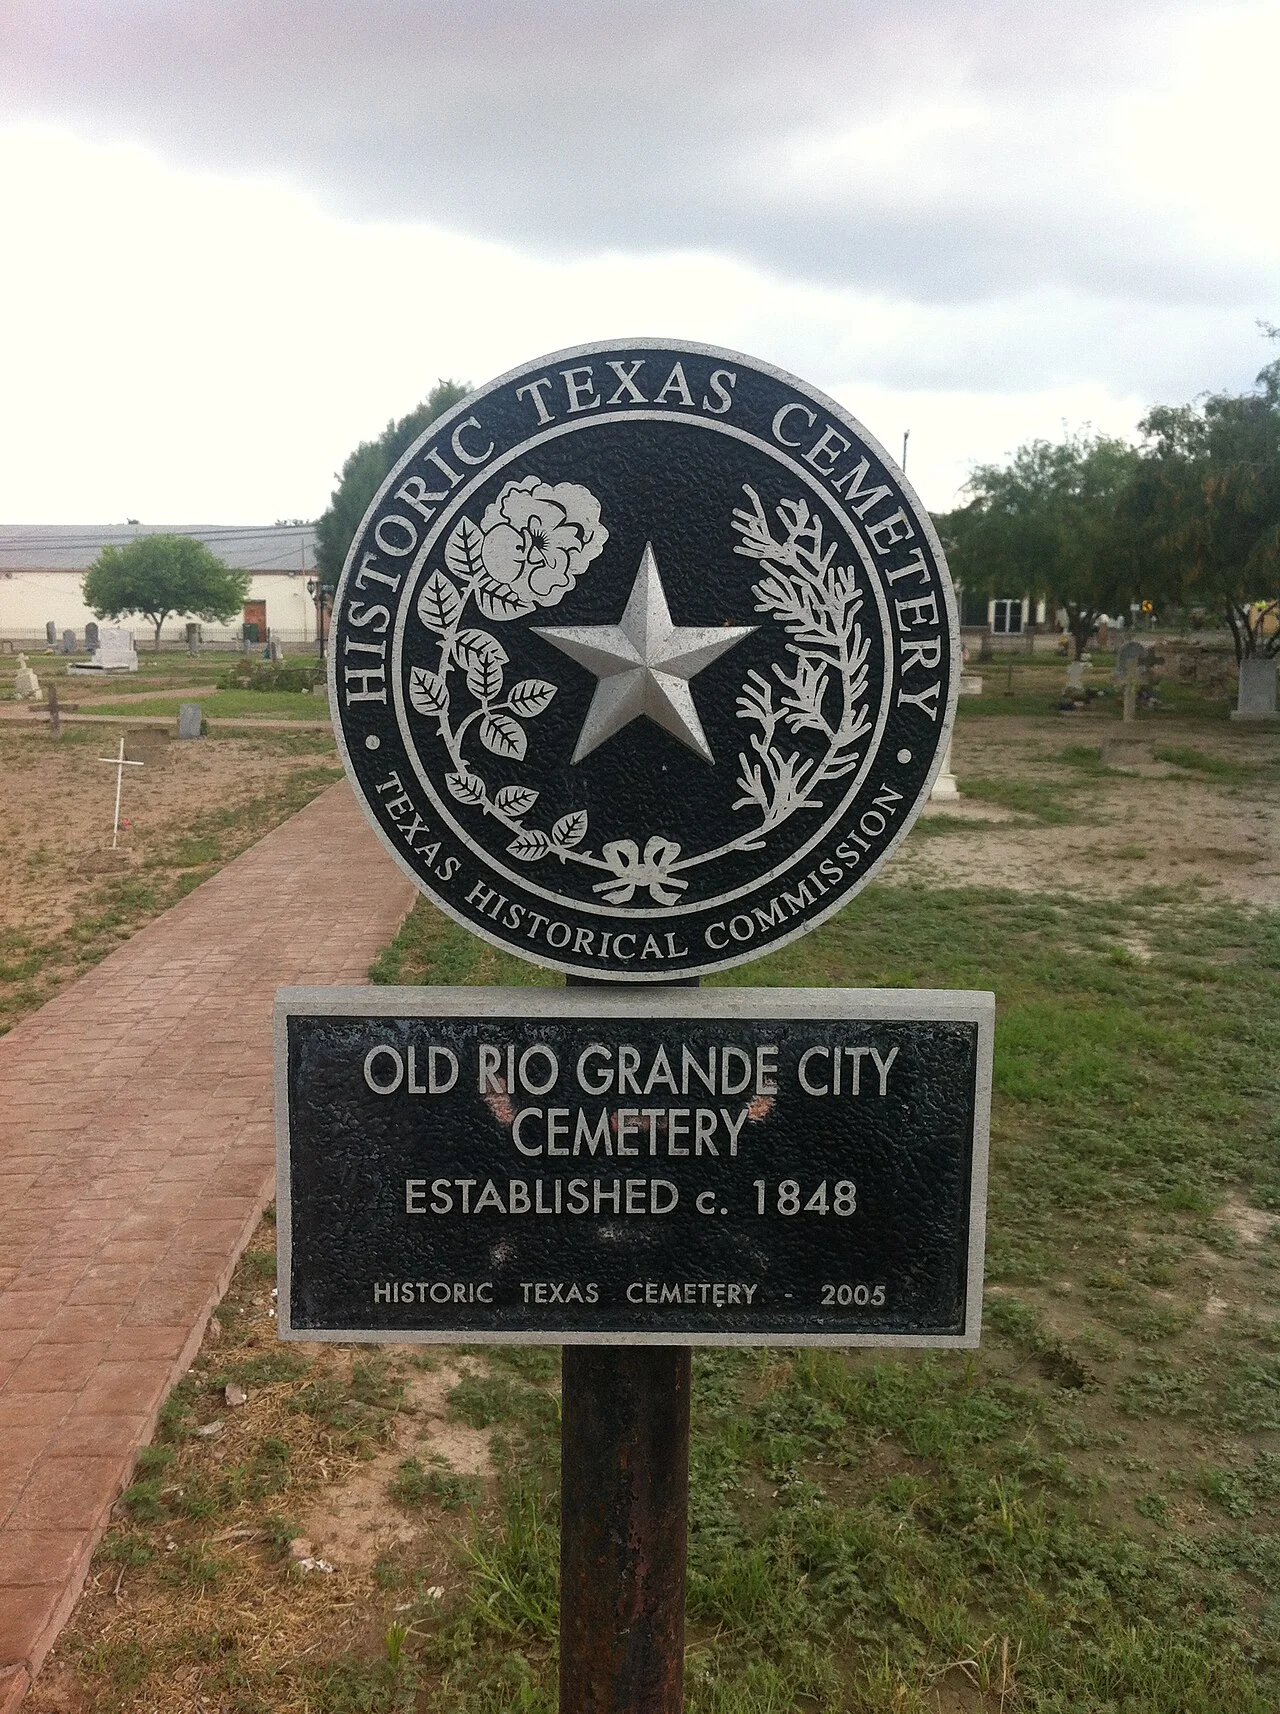 HISTORIC TEXAS CEMETERY
• TEXAS HISTORICAL COMMISSION •
OLD RIO GRANDE CITY
CEMETERY
ESTABLISHED c. 1848
HISTORIC TEXAS CEMETERY - 2005